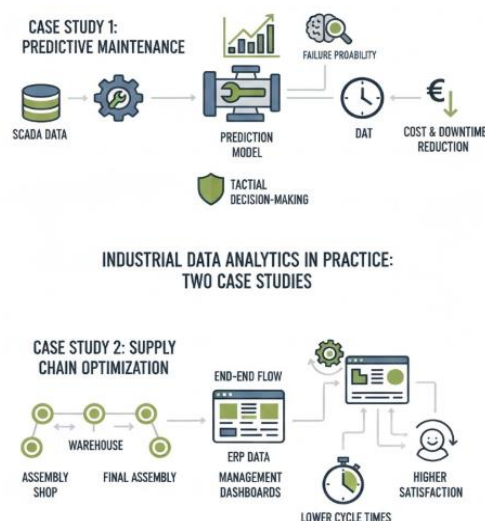 CASE STUDY 1:
PREDICTIVE MAINTENANCE
FAILURE PROABILITY
SCADA DATA
PREDICTION
MODEL
DAT
€
COST & DOWNTIME
REDUCTION
TACTIAL
DECISION-MAKING
INDUSTRIAL DATA ANALYTICS IN PRACTICE:
TWO CASE STUDIES
CASE STUDY 2: SUPPLY
CHAIN OPTIMIZATION
END-END FLOW
WAREHOUSE
ASSEMBLY
SHOP
FINAL ASSEMBLY
ERP DATA
MANAGEMENT
DASHBOARDS
LOWER CYCLE TIMES
HIGHER
SATISFACTION